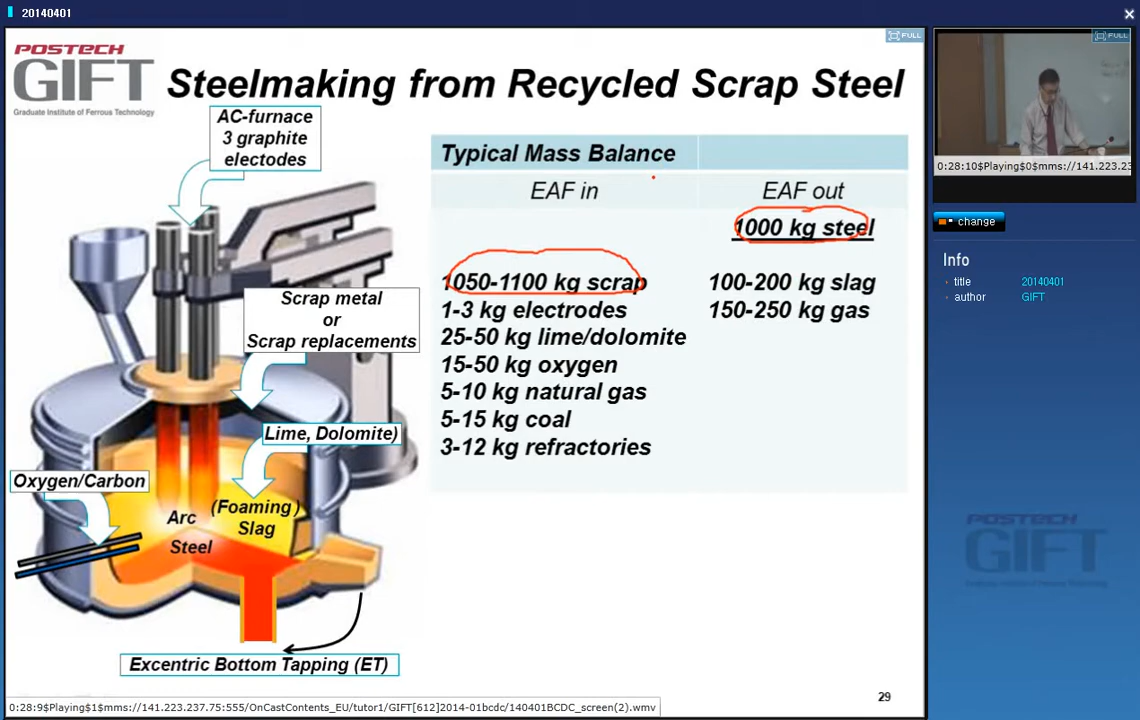 20140401
POSTECH
GIFT
Graduate Institute of Ferrous Technology
Steelmaking from Recycled Scrap Steel
FULL
AC-furnace
3 graphite
electodes
Scrap metal
or
Scrap replacements
Lime, Dolomite)
Oxygen/Carbon
(Foaming)
Slag
Arc
Steel
Excentric Bottom Tapping (ET)
Typical Mass Balance
EAF in EAF out
1000 kg steel
1050-1100 kg scrap 100-200 kg slag
1-3 kg electrodes 150-250 kg gas
25-50 kg lime/dolomite
15-50 kg oxygen
5-10 kg natural gas
5-15 kg coal
3-12 kg refractories
29
0:28:9$Playing$1$mms://141.223.237.75:555/OnCastContents_EU/tutor1/GIFT[612]2014-01bcdc/140401BCDC_screen(2).wmv
FULL
0:28:10$Playing$0$mms://141.223.23
change
Info
title 20140401
author GIFT
POSTECH
GIFT